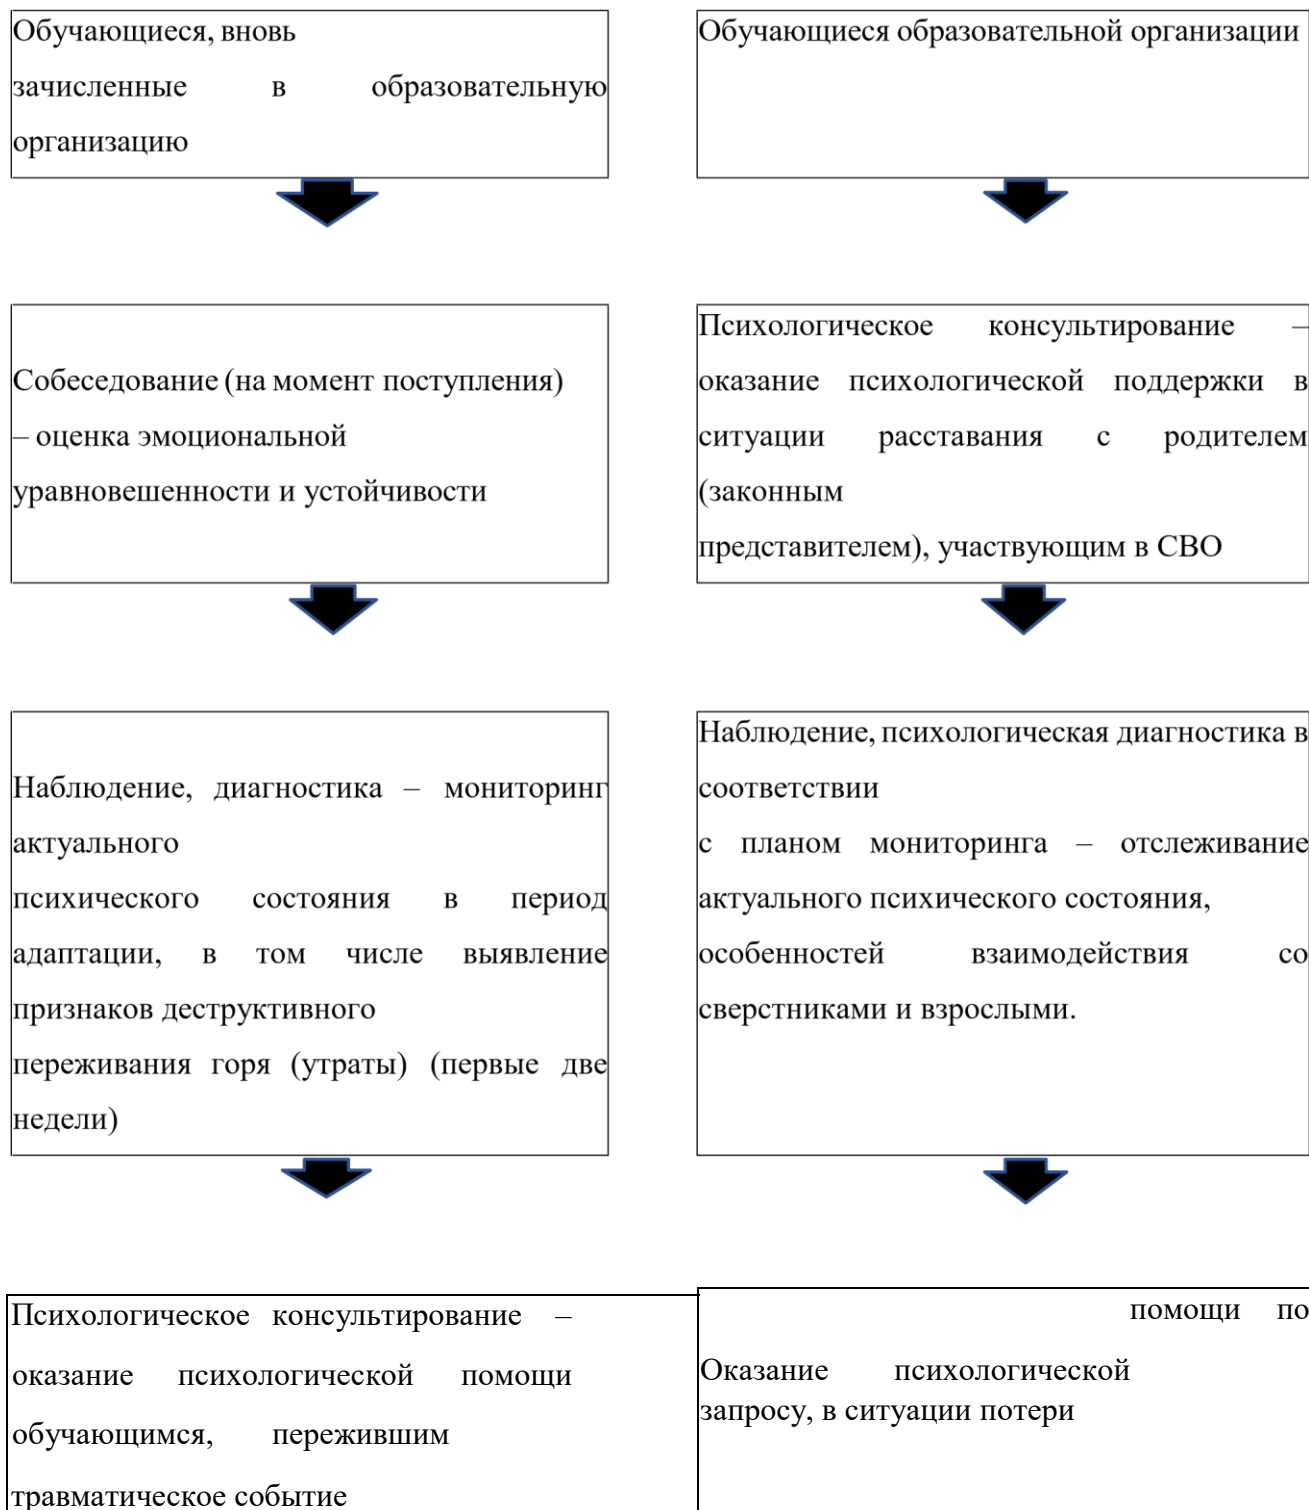 Обучающиеся, вновь
зачисленные в образовательную
организацию
Обучающиеся образовательной организации
Собеседование (на момент поступления)
– оценка эмоциональной
уравновешенности и устойчивости
Психологическое консультирование –
оказание психологической поддержки в
ситуации расставания с родителем
(законным
представителем), участвующим в СВО
Наблюдение, диагностика – мониторинг
актуального
психического состояния в период
адаптации, в том числе выявление
признаков деструктивного
переживания горя (утраты) (первые две
недели)
Наблюдение, психологическая диагностика в
соответствии
с планом мониторинга – отслеживание
актуального психического состояния,
особенностей взаимодействия со
сверстниками и взрослыми.
Психологическое консультирование –
оказание психологической помощи
обучающимся, пережившим
травматическое событие
помощи по
Оказание психологической
запросу, в ситуации потери